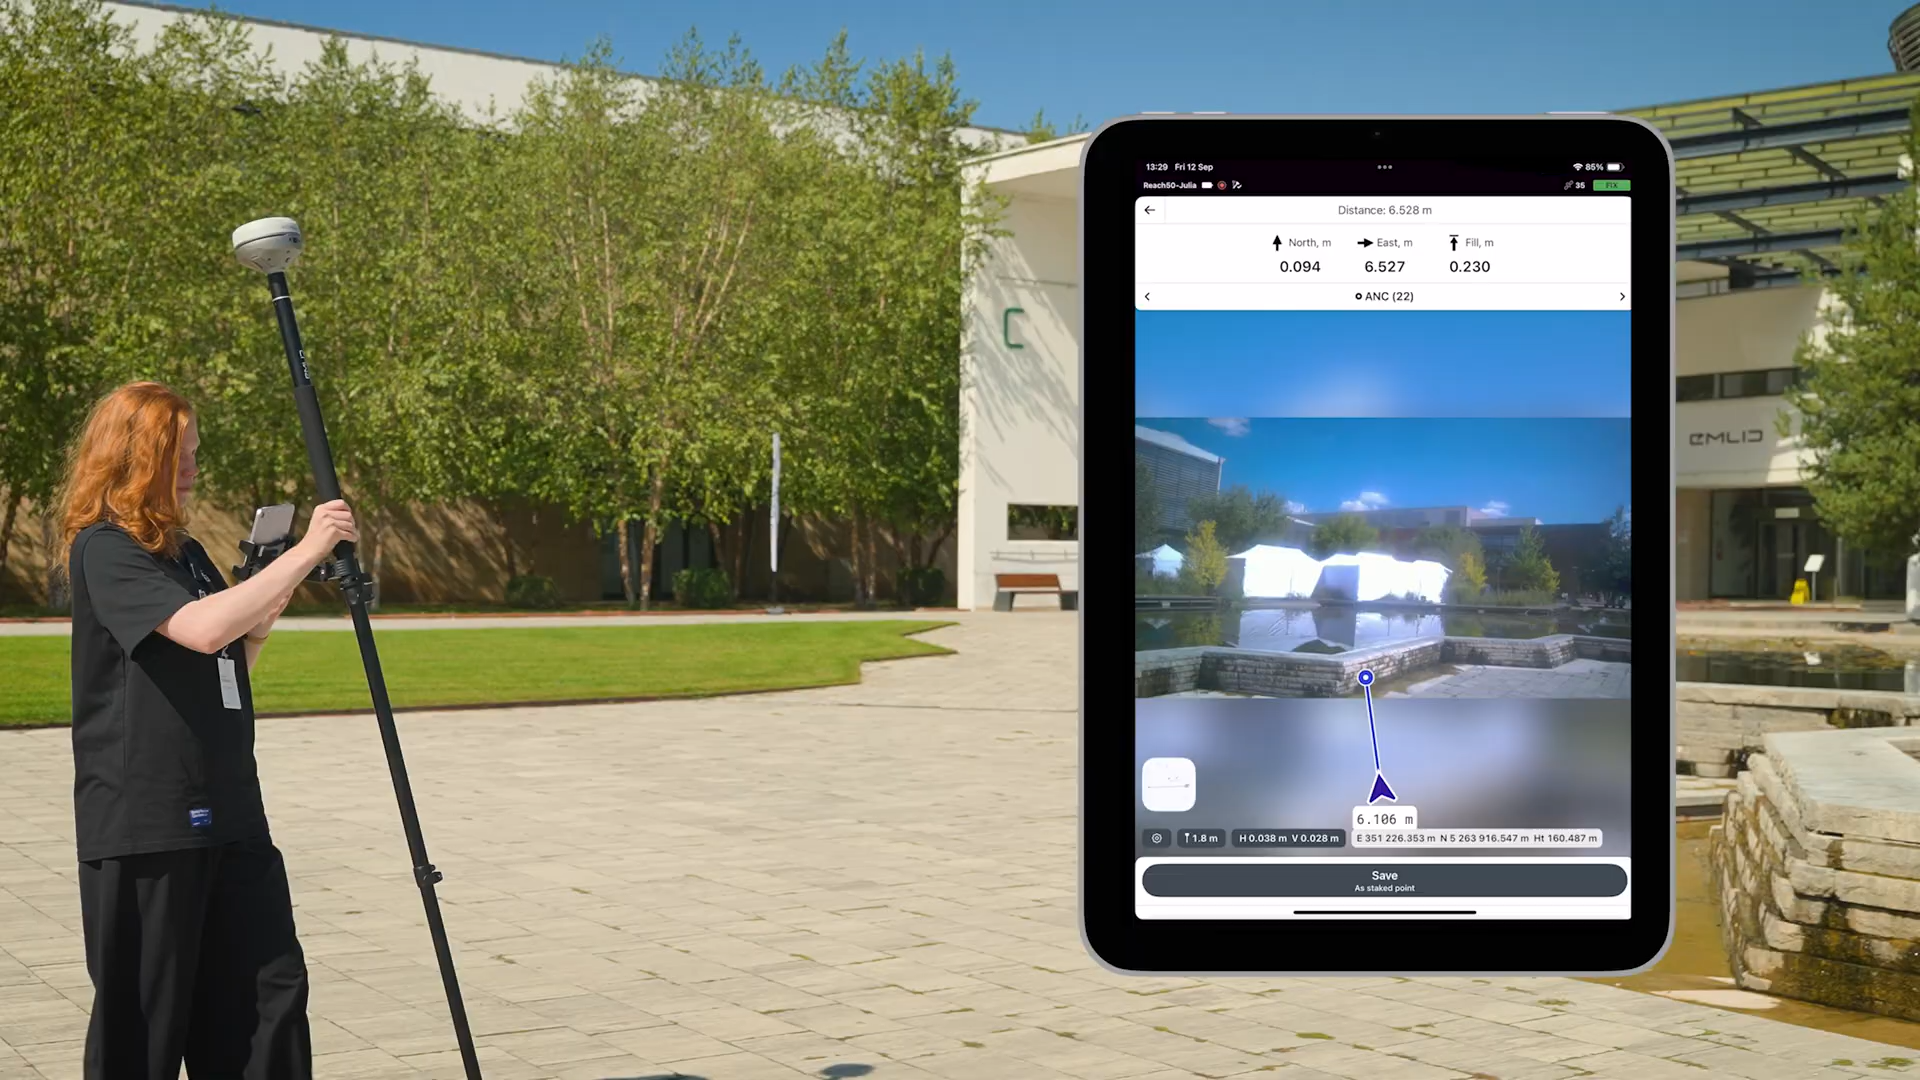 C
EMLID
13:29 Fri 12 Sep
85%
Reach50-Julia
35 FIX
Distance: 6.528 m
North, m East, m Fill, m
0.094 6.527 0.230
ANC (22)
6.106 m
1.8 m H 0.038 m V 0.028 m E 351 226.353 m N 5 263 916.547 m Ht 160.487 m
Save
As staked point
EMLID